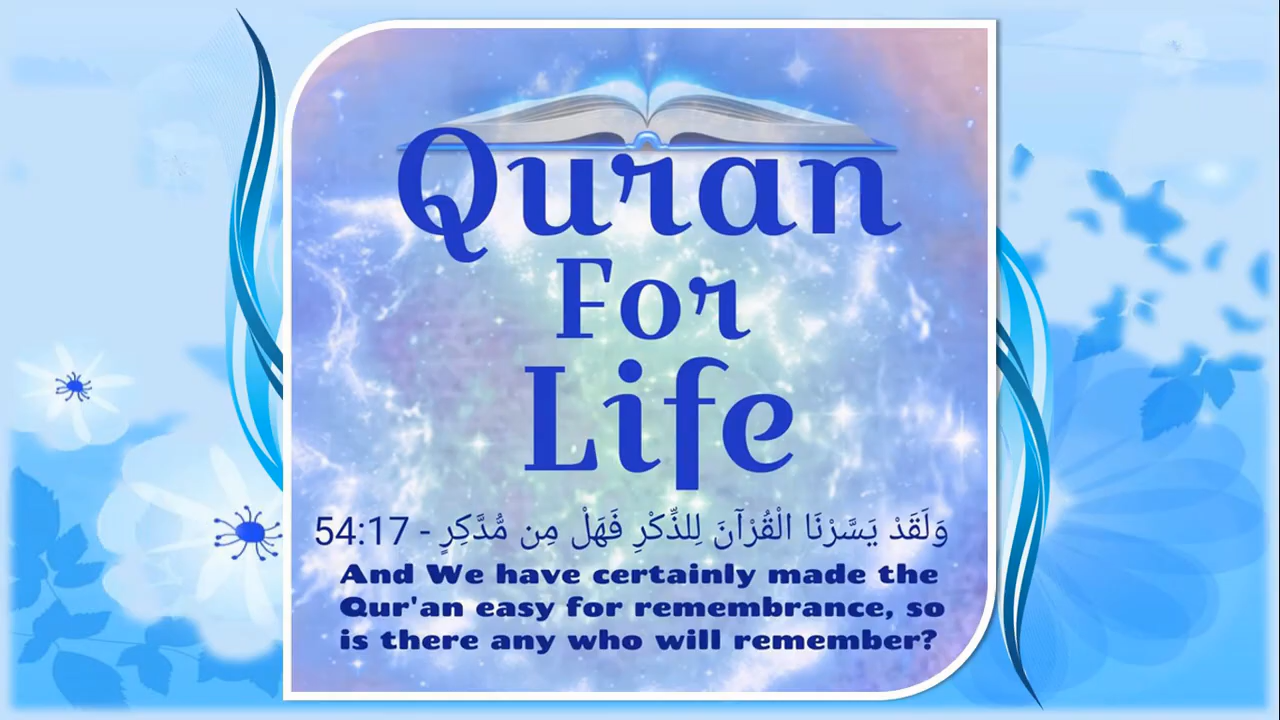 Quran
For
Life
وَلَقَدْ يَسَّرْنَا الْقُرْآنَ لِلذِّكْرِ فَهَلْ مِن مُّدَّكِرٍ - 54:17
And We have certainly made the
Qur'an easy for remembrance, so
is there any who will remember?